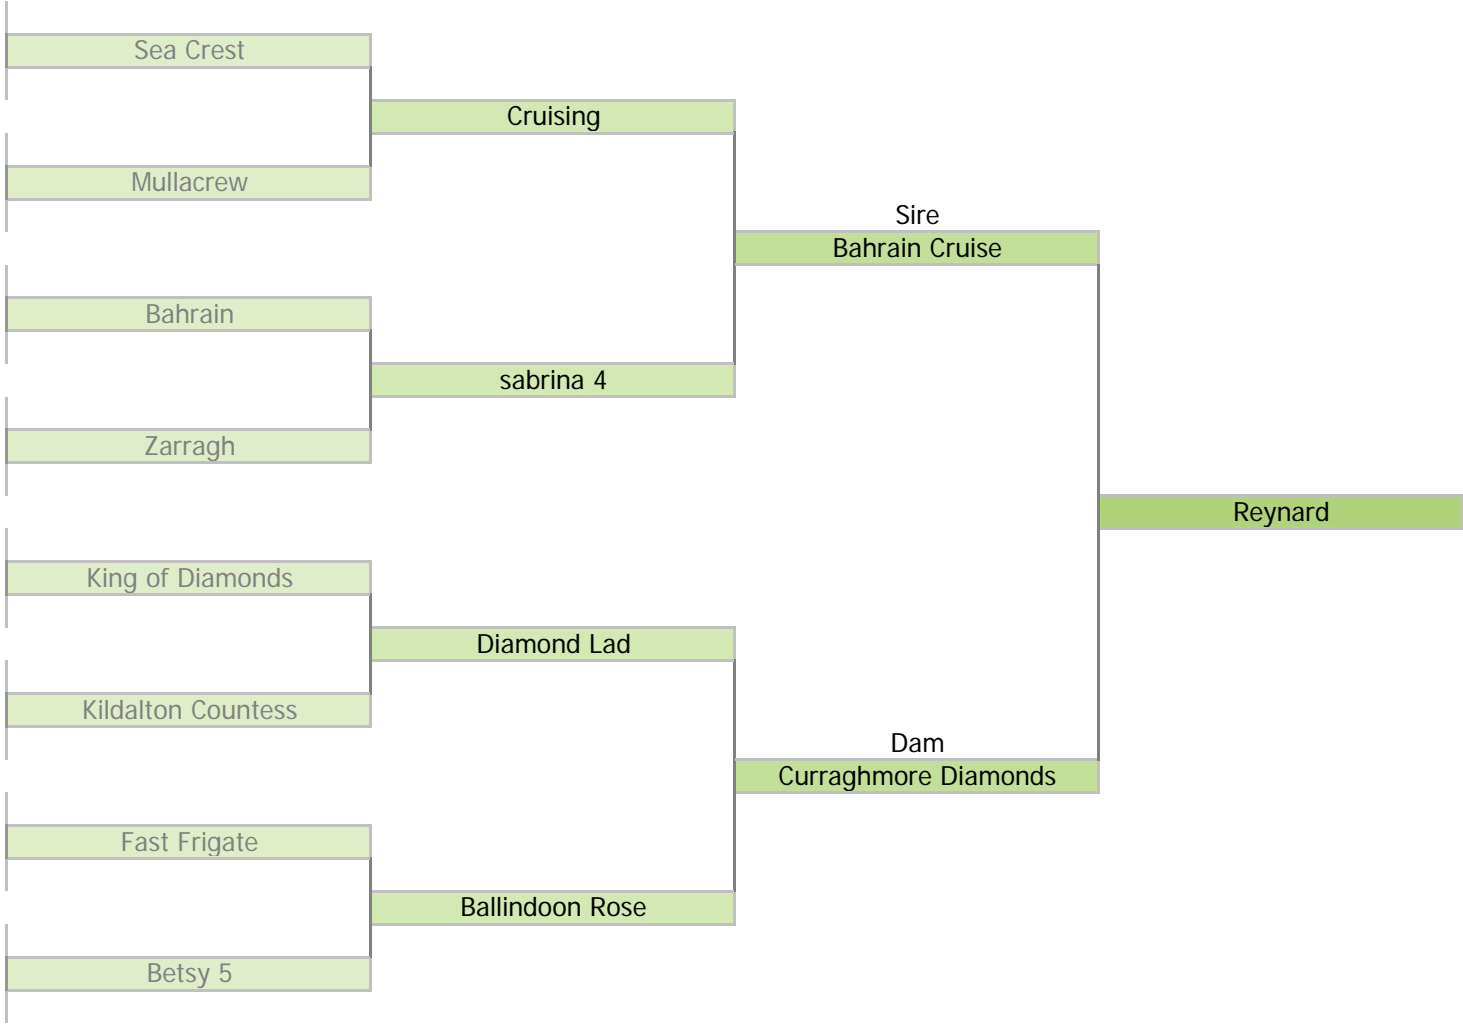 Sea Crest
Cruising
Mullacrew
Sire
Bahrain Cruise
Bahrain
sabrina 4
Zarragh
Reynard
King of Diamonds
Diamond Lad
Kildalton Countess
Dam
Curraghmore Diamonds
Fast Frigate
Ballindoon Rose
Betsy 5